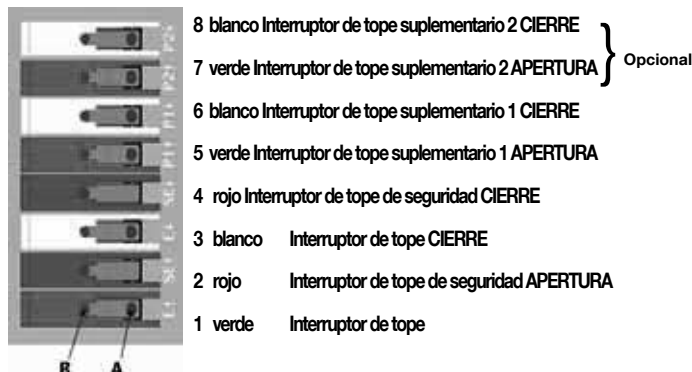 8 blanco Interruptor de tope suplementario 2 CIERRE
7 verde Interruptor de tope suplementario 2 APERTURA
Opcional
6 blanco Interruptor de tope suplementario 1 CIERRE
5 verde Interruptor de tope suplementario 1 APERTURA
4 rojo Interruptor de tope de seguridad CIERRE
3 blanco Interruptor de tope CIERRE
2 rojo Interruptor de tope de seguridad APERTURA
1 verde Interruptor de tope
B A